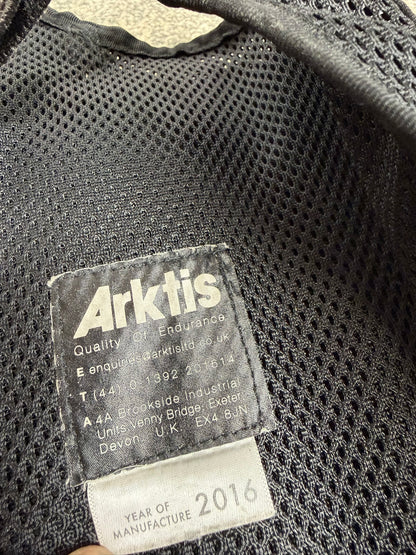 Arktis
Quality Of Endurance
E enquiries@arktisltd.co.uk
T (44) 0 1392 201614
A 4A Brookside Industrial
Units Venny Bridge, Exeter
Devon U.K. EX4 8JN
YEAR OF
MANUFACTURE 2016